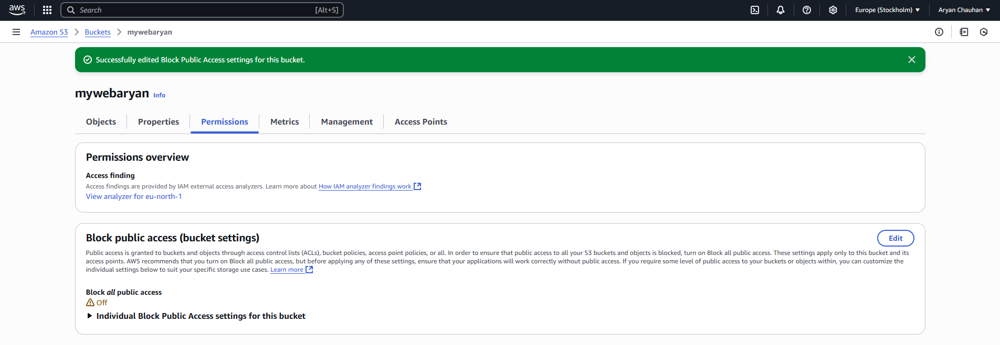 aws Search [Alt+S] Europe (Stockholm) Aryan Chauhan
Amazon S3 Buckets mywebaryan
Successfully edited Block Public Access settings for this bucket.
mywebaryan Info
Objects Properties Permissions Metrics Management Access Points
Permissions overview
Access finding
Access findings are provided by IAM external access analyzers. Learn more about How IAM analyzer findings work
View analyzer for eu-north-1
Block public access (bucket settings) Edit
Public access is granted to buckets and objects through access control lists (ACLs), bucket policies, access point policies, or all. In order to ensure that public access to all your S3 buckets and objects is blocked, turn on Block all public access. These settings apply only to this bucket and its
access points. AWS recommends that you turn on Block all public access, but before applying any of these settings, ensure that your applications will work correctly without public access. If you require some level of public access to your buckets or objects within, you can customize the
individual settings below to suit your specific storage use cases. Learn more
Block all public access
Off
Individual Block Public Access settings for this bucket